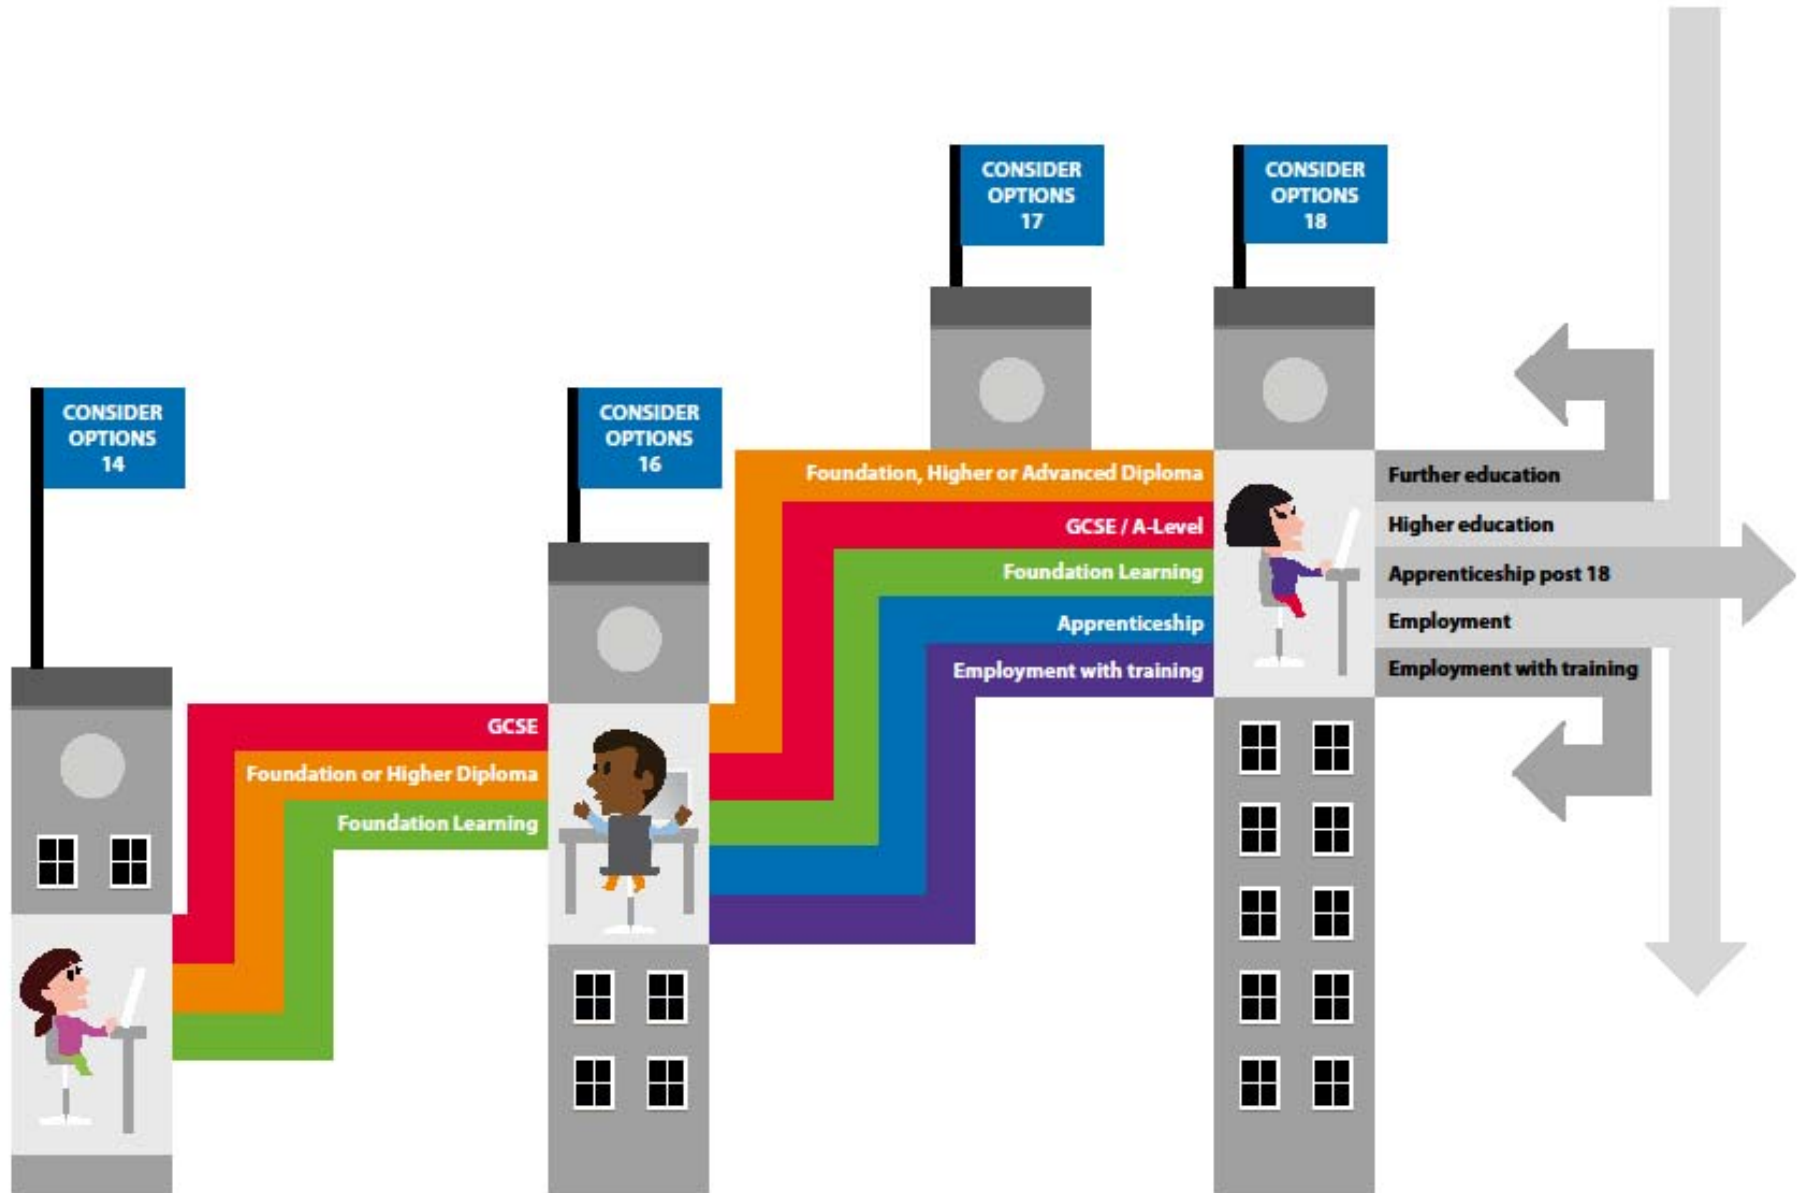 CONSIDER
OPTIONS
14
CONSIDER
OPTIONS
16
CONSIDER
OPTIONS
17
CONSIDER
OPTIONS
18
GCSE
Foundation or Higher Diploma
Foundation Learning
Foundation, Higher or Advanced Diploma
GCSE / A-Level
Foundation Learning
Apprenticeship
Employment with training
Further education
Higher education
Apprenticeship post 18
Employment
Employment with training